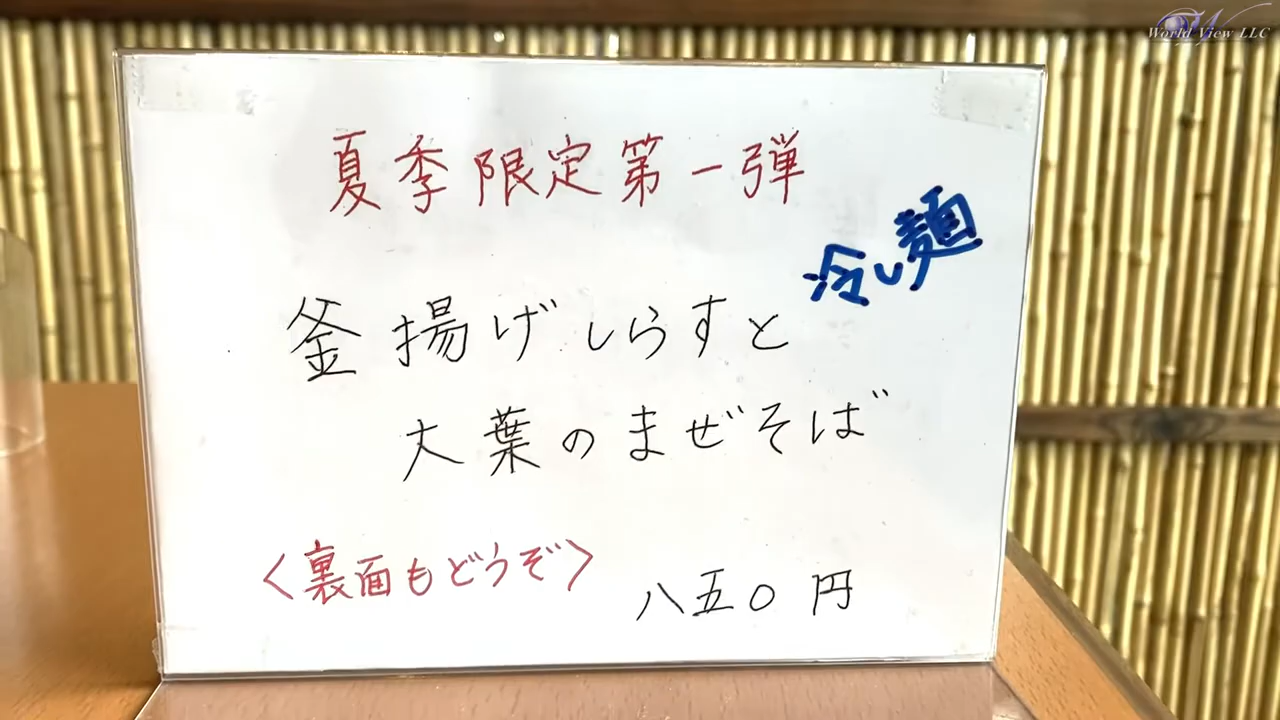 World View LLC
夏季限定第一弾
冷し麺
釜揚げしらすと
大葉のまぜそば
〈裏面もどうぞ〉
八五〇円